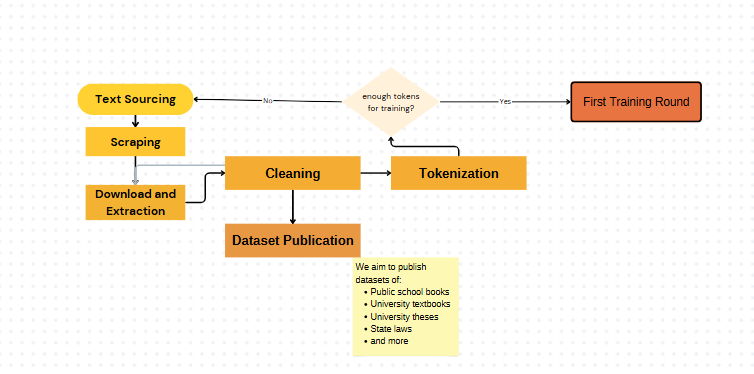 enough tokens
for training?
Text Sourcing
No
Yes
First Training Round
Scraping
Cleaning
Tokenization
Download and
Extraction
Dataset Publication
We aim to publish
datasets of:
• Public school books
• University textbooks
• University theses
• State laws
• and more